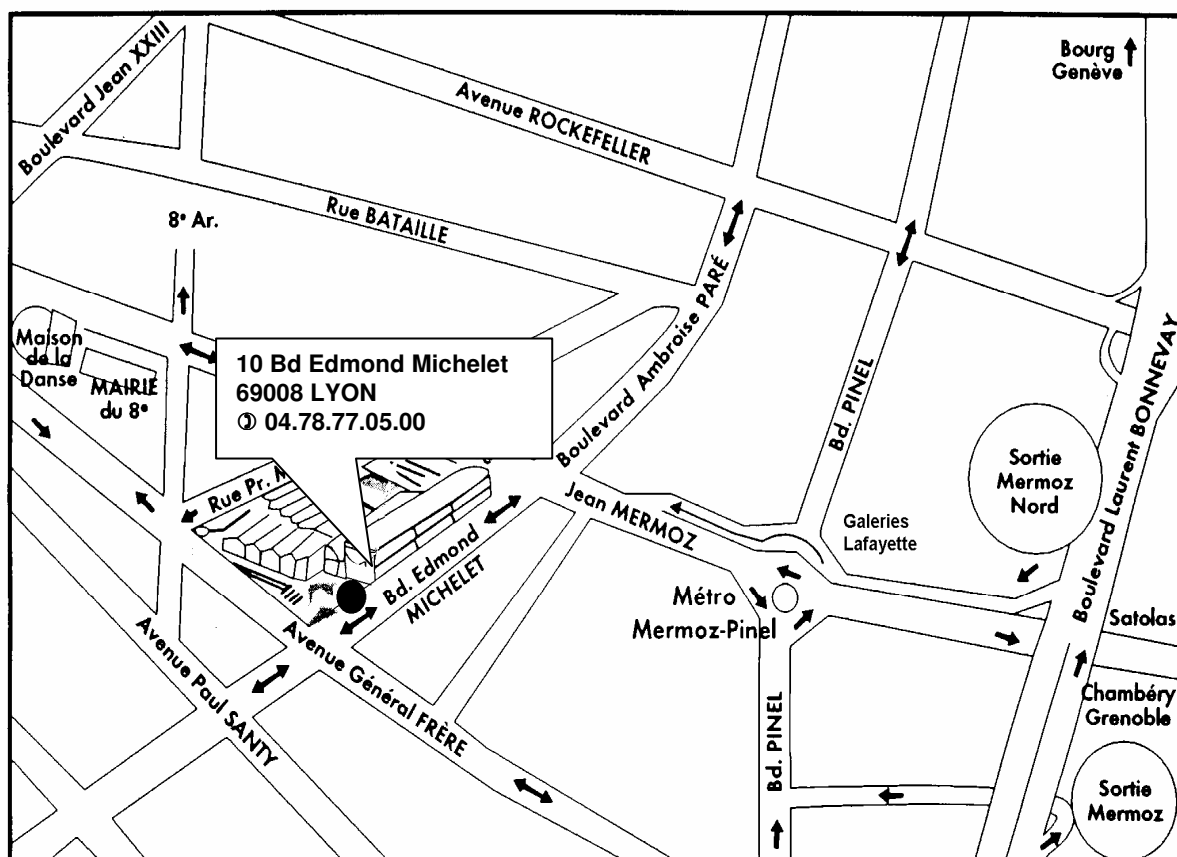 Boulevard Jean XXIII
Avenue ROCKEFELLER
Bourg
Genève
Rue BATAILLE
8e Ar.
Boulevard Ambroise PARÉ
Maison
de la
Danse
MAIRIE
du 8e
10 Bd Edmond Michelet
69008 LYON
04.78.77.05.00
Bd. PINEL
Boulevard Laurent BONNEVAY
Rue Pr.
Jean MERMOZ
Sortie
Mermoz
Nord
Galeries
Lafayette
Bd. Edmond
MICHELET
Métro
Mermoz-Pinel
Satolas
Avenue Paul SANTY
Avenue Général FRÈRE
Bd. PINEL
Chambéry
Grenoble
Sortie
Mermoz